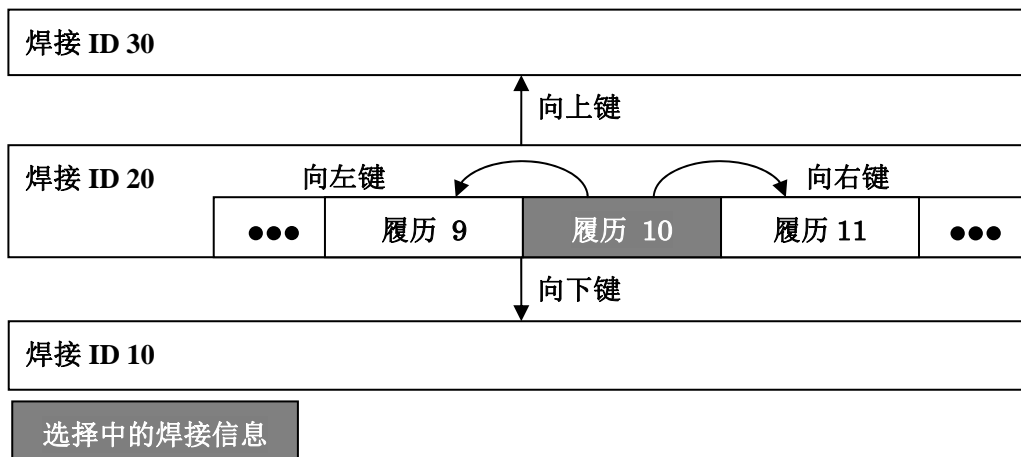 焊接 ID 30
向上键
焊接 ID 20
向左键
向右键
●●● 履历 9 履历 10 履历 11 ●●●
向下键
焊接 ID 10
选择中的焊接信息